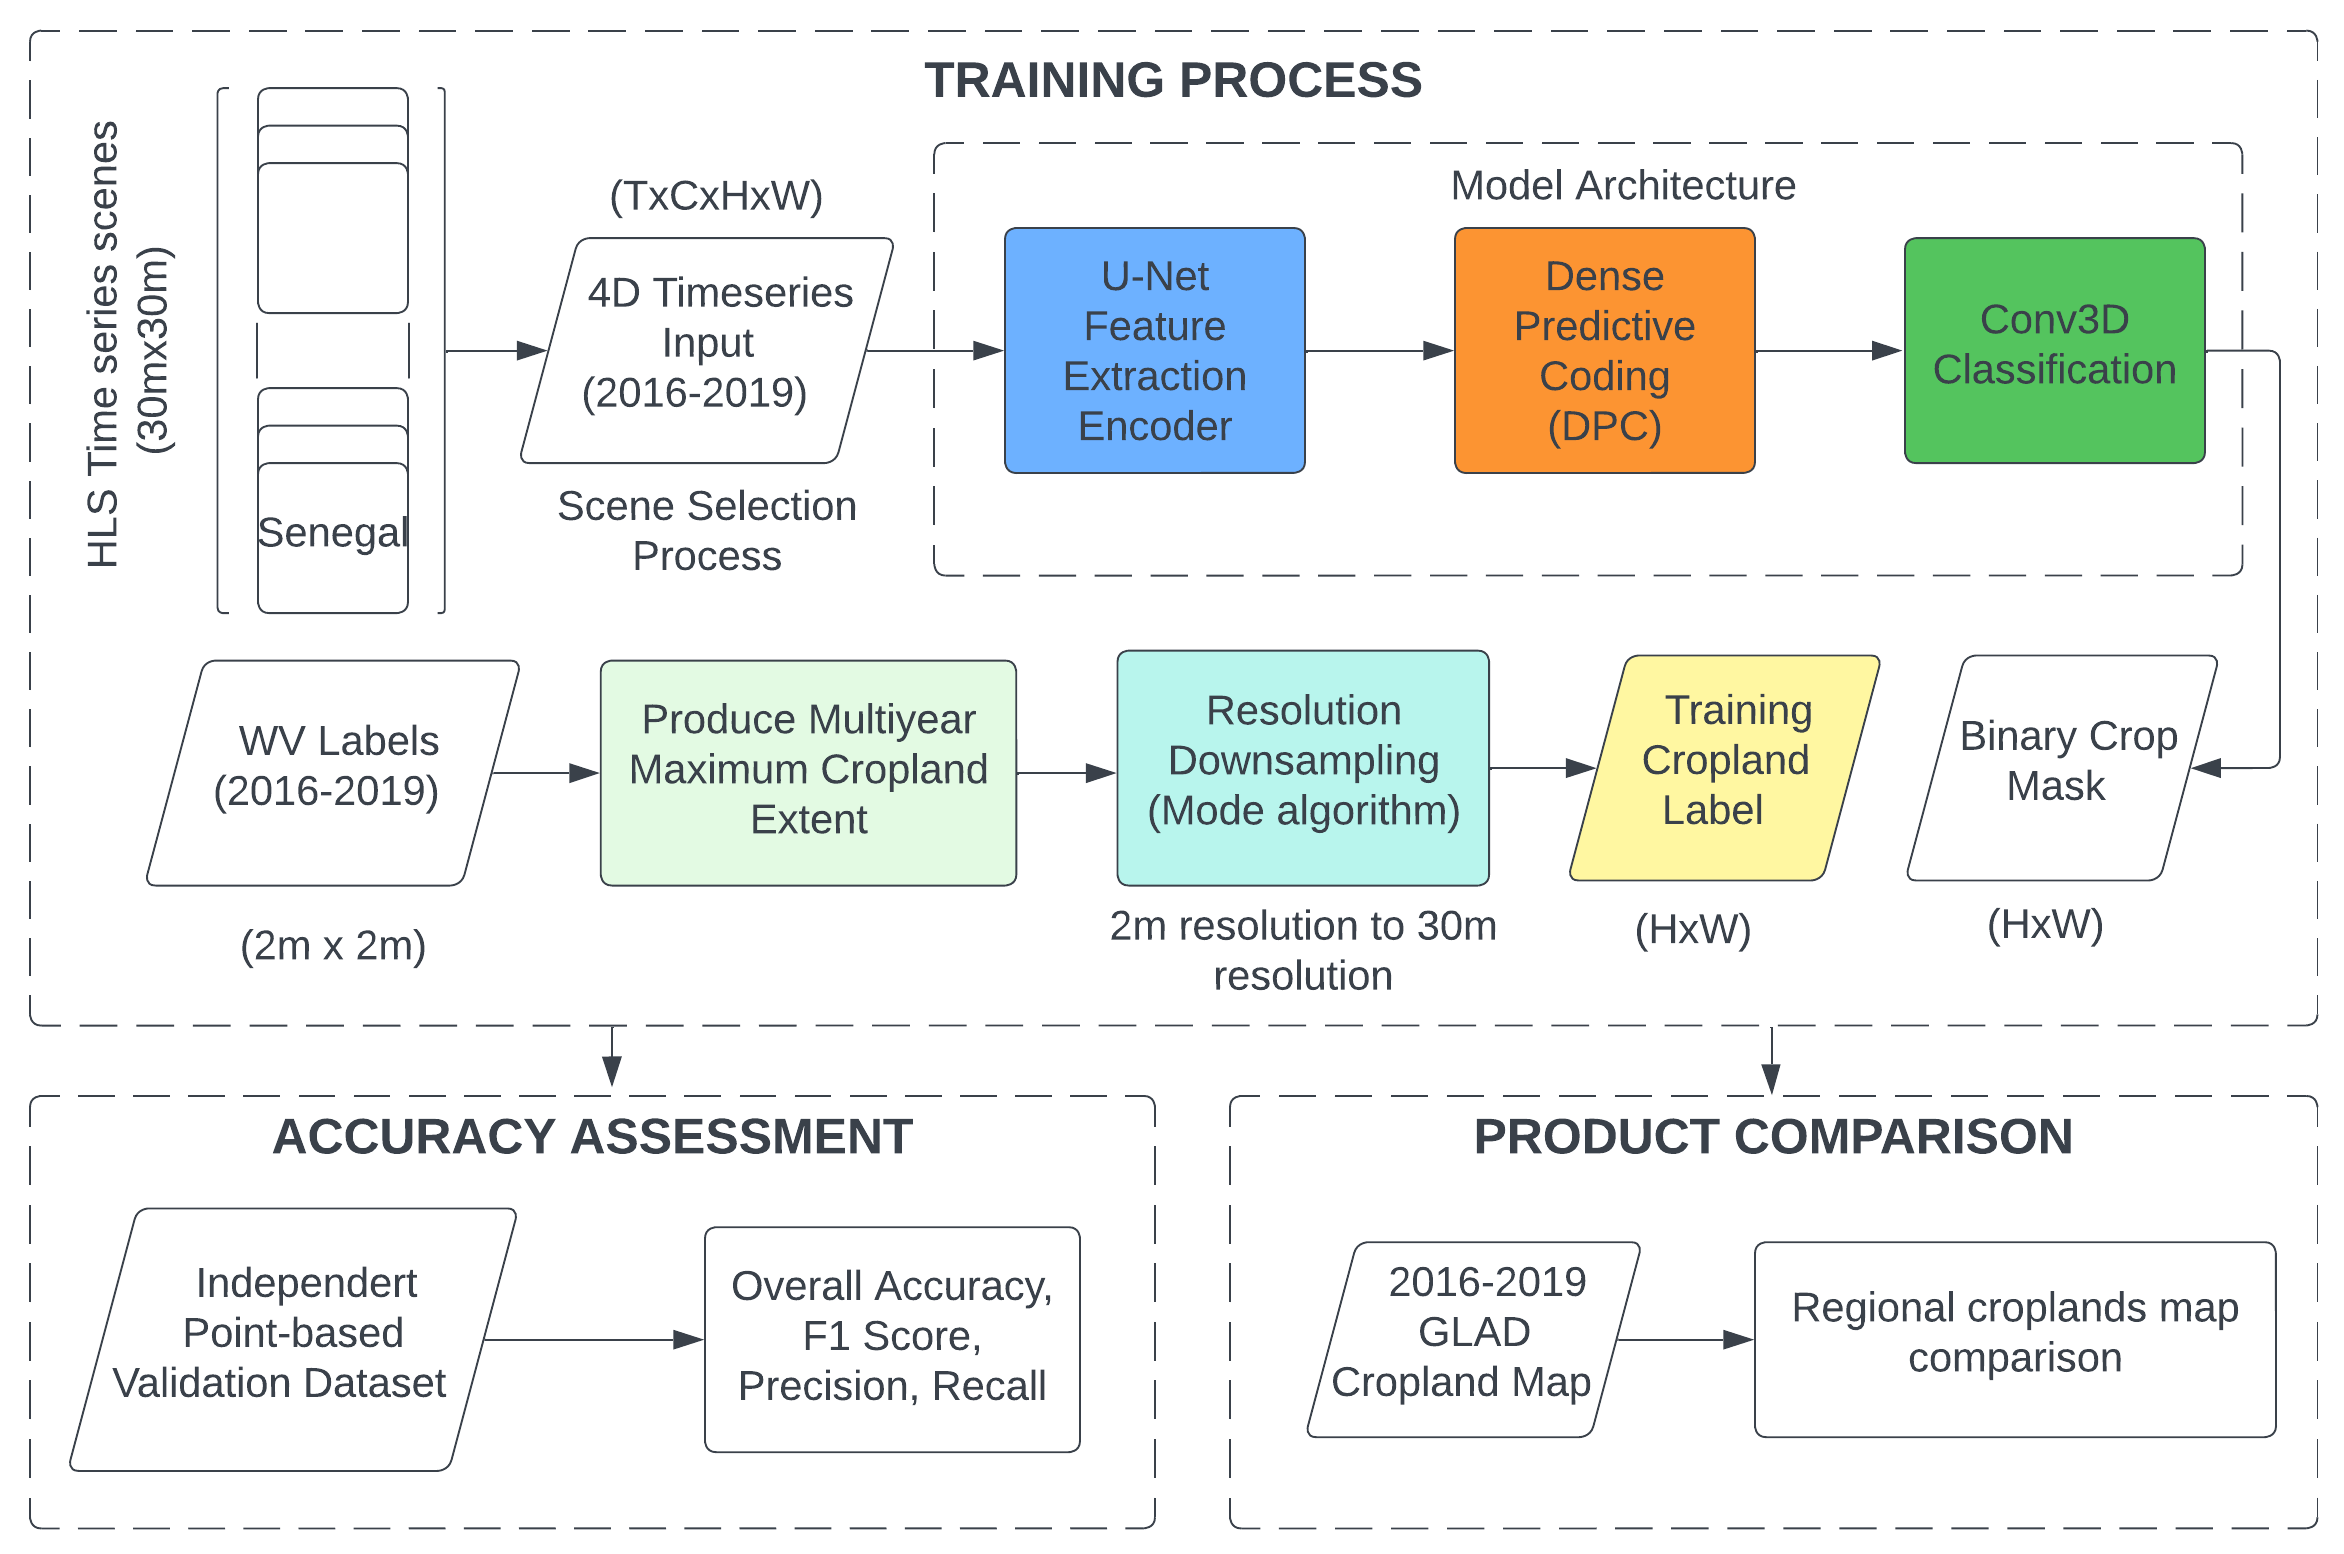 TRAINING PROCESS
HLS Time series scenes
(30mx30m)
Senegal
(TxCxHxW)
4D Timeseries
Input
(2016-2019)
Scene Selection
Process
Model Architecture
U-Net
Feature
Extraction
Encoder
Dense
Predictive
Coding
(DPC)
Conv3D
Classification
WV Labels
(2016-2019)
(2m x 2m)
Produce Multiyear
Maximum Cropland
Extent
Resolution
Downsampling
(Mode algorithm)
2m resolution to 30m
resolution
Training
Cropland
Label
(HxW)
Binary Crop
Mask
(HxW)
ACCURACY ASSESSMENT
Independert
Point-based
Validation Dataset
Overall Accuracy,
F1 Score,
Precision, Recall
PRODUCT COMPARISON
2016-2019
GLAD
Cropland Map
Regional croplands map
comparison